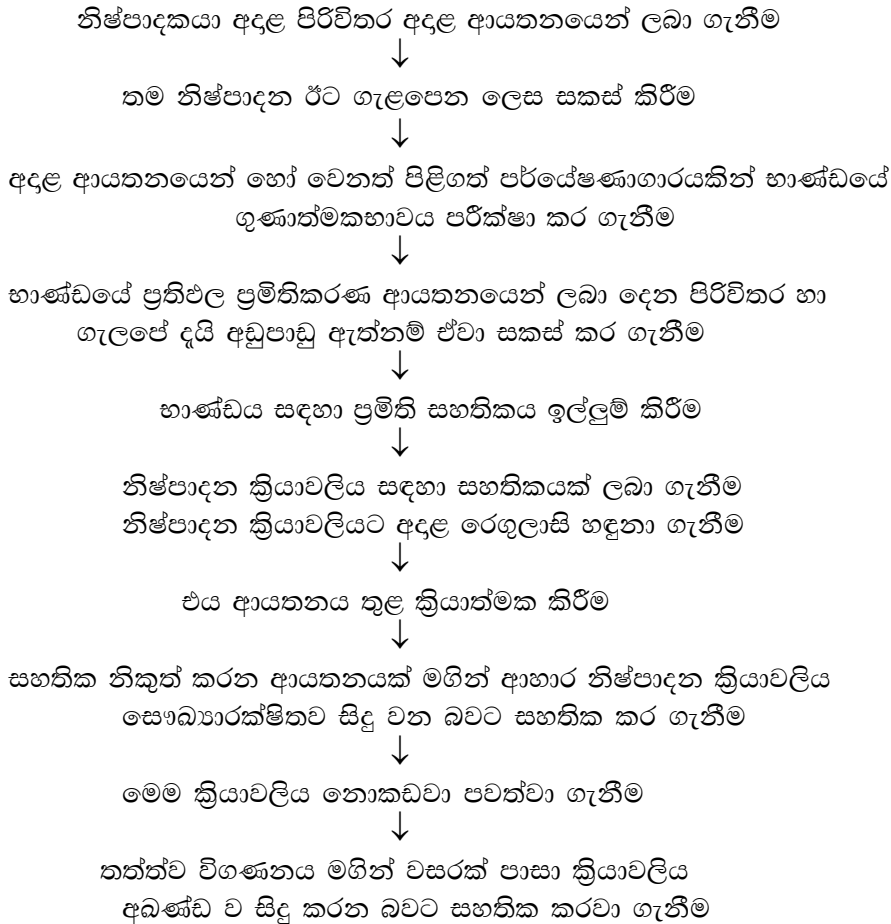 නිෂ්පාදකයා අදාළ පිරිවිතර අදාළ ආයතනයෙන් ලබා ගැනීම
↓
තම නිෂ්පාදන ඊට ගැළපෙන ලෙස සකස් කිරීම
↓
අදාළ ආයතනයෙන් හෝ වෙනත් පිළිගත් පර්යේෂණාගාරයකින් භාණ්ඩයේ
ගුණාත්මකභාවය පරීක්ෂා කර ගැනීම
↓
භාණ්ඩයේ ප්‍රතිඵල ප්‍රමිතිකරණ ආයතනයෙන් ලබා දෙන පිරිවිතර හා
ගැලපේ දැයි අඩුපාඩු ඇත්නම් ඒවා සකස් කර ගැනීම
↓
භාණ්ඩය සඳහා ප්‍රමිති සහතිකය ඉල්ලුම් කිරීම
↓
නිෂ්පාදන ක්‍රියාවලිය සඳහා සහතිකයක් ලබා ගැනීම
නිෂ්පාදන ක්‍රියාවලියට අදාළ රෙගුලාසි හඳුනා ගැනීම
↓
එය ආයතනය තුළ ක්‍රියාත්මක කිරීම
↓
සහතික නිකුත් කරන ආයතනයක් මගින් ආහාර නිෂ්පාදන ක්‍රියාවලිය
සෞඛ්‍යාරක්ෂිතව සිදු වන බවට සහතික කර ගැනීම
↓
මෙම ක්‍රියාවලිය නොකඩවා පවත්වා ගැනීම
↓
තත්ත්ව විගණනය මගින් වසරක් පාසා ක්‍රියාවලිය
අඛණ්ඩ ව සිදු කරන බවට සහතික කරවා ගැනීම